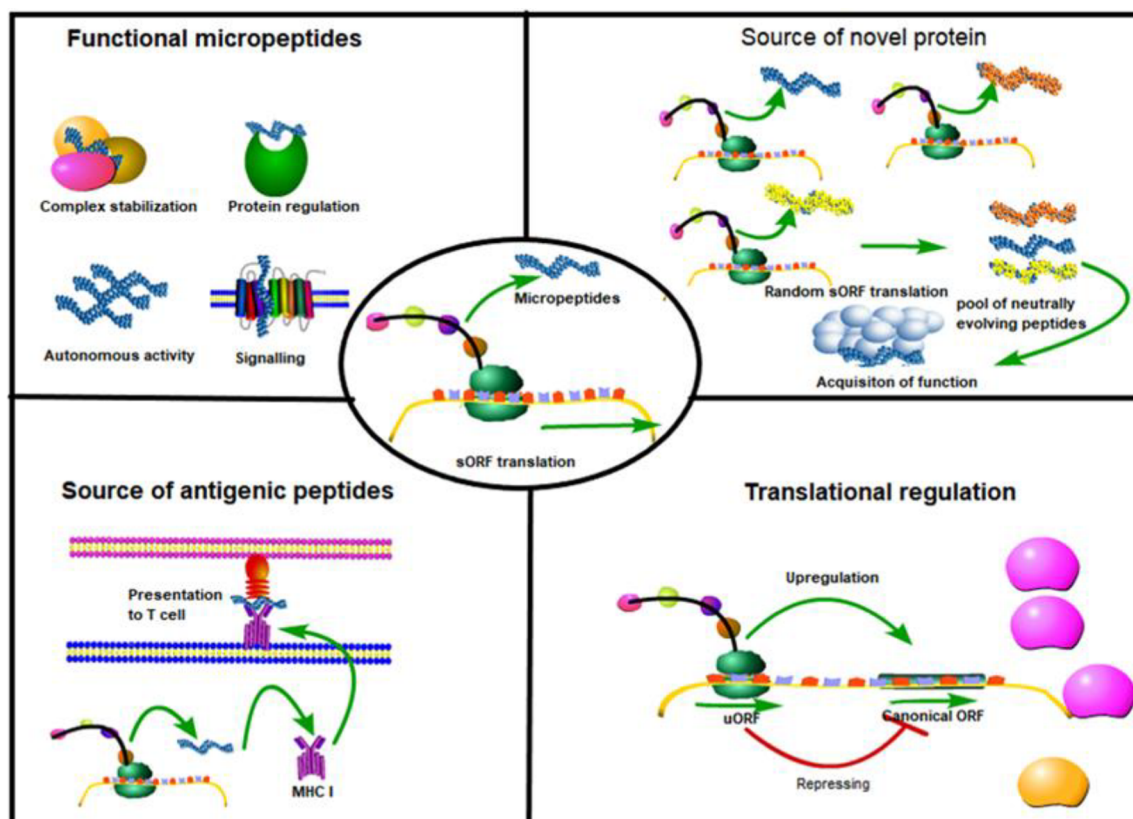 Functional micropeptides
Complex stabilization
Protein regulation
Autonomous activity
Signalling
Source of novel protein
Random sORF translation
pool of neutrally
evolving peptides
Acquisiton of function
Micropeptides
sORF translation
Source of antigenic peptides
Presentation
to T cell
MHC I
Translational regulation
Upregulation
uORF
Canonical ORF
Repressing